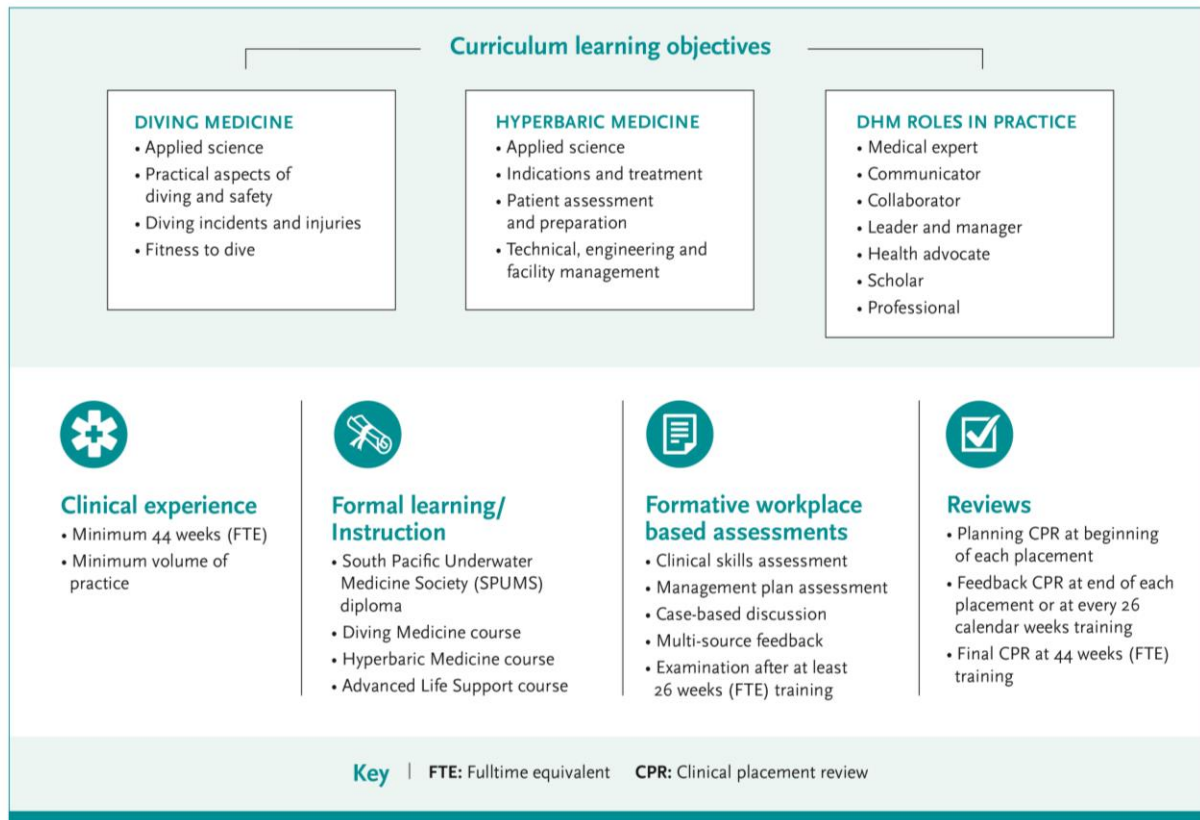 Curriculum learning objectives
DIVING MEDICINE
• Applied science
• Practical aspects of
diving and safety
• Diving incidents and injuries
• Fitness to dive
HYPERBARIC MEDICINE
• Applied science
• Indications and treatment
• Patient assessment
and preparation
• Technical, engineering and
facility management
DHM ROLES IN PRACTICE
• Medical expert
• Communicator
• Collaborator
• Leader and manager
• Health advocate
• Scholar
• Professional
Clinical experience
• Minimum 44 weeks (FTE)
• Minimum volume of
practice
Formal learning/
Instruction
• South Pacific Underwater
Medicine Society (SPUMS)
diploma
• Diving Medicine course
• Hyperbaric Medicine course
• Advanced Life Support course
Formative workplace
based assessments
• Clinical skills assessment
• Management plan assessment
• Case-based discussion
• Multi-source feedback
• Examination after at least
26 weeks (FTE) training
Reviews
• Planning CPR at beginning
of each placement
• Feedback CPR at end of each
placement or at every 26
calendar weeks training
• Final CPR at 44 weeks (FTE)
training
Key | FTE: Fulltime equivalent CPR: Clinical placement review